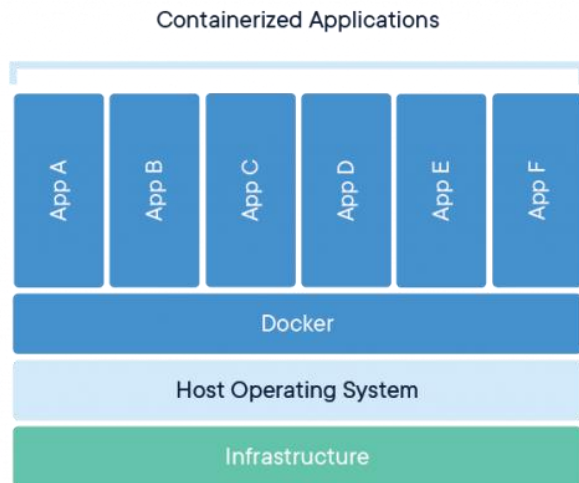 Containerized Applications
App A
App B
App C
App D
App E
App F
Docker
Host Operating System
Infrastructure